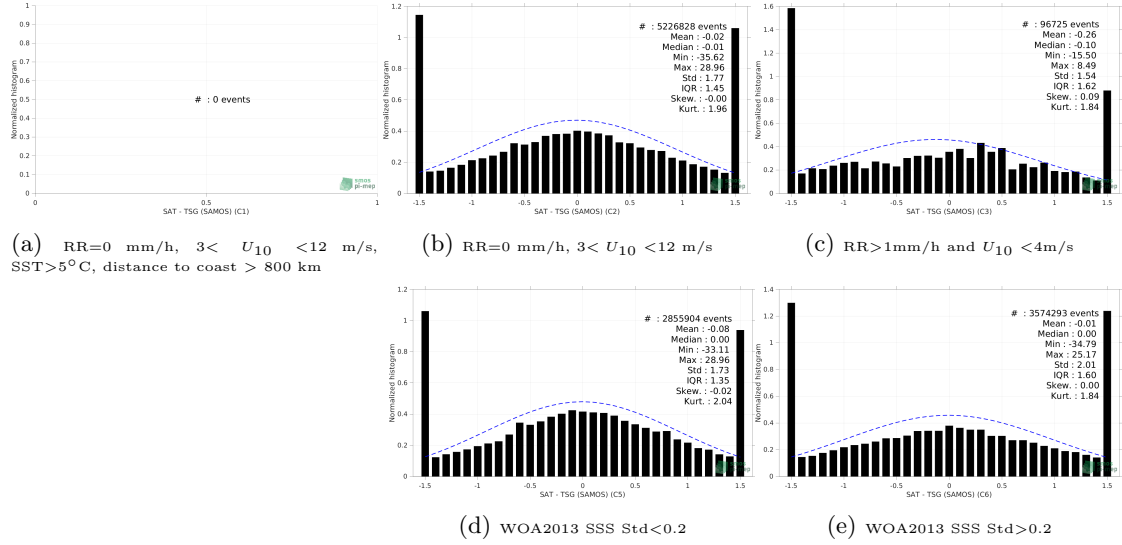 # : 0 events
Normalized histogram
1
0.9
0.8
0.7
0.6
0.5
0.4
0.3
0.2
0.1
0
0 0.5 1
SAT - TSG (SAMOS) (C1)
smos
pi-mep
(a) RR=0 mm/h, 3< U10 <12 m/s,
SST>5°C, distance to coast > 800 km
# : 5226828 events
Mean : -0.02
Median : -0.01
Min : -35.62
Max : 28.96
Std : 1.77
IQR : 1.45
Skew. : -0.00
Kurt. : 1.96
Normalized histogram
1.2
1
0.8
0.6
0.4
0.2
0
-1.5 -1 -0.5 0 0.5 1 1.5
SAT - TSG (SAMOS) (C2)
pi-mep
(b) RR=0 mm/h, 3< U10 <12 m/s
# : 96725 events
Mean : -0.26
Median : -0.10
Min : -15.50
Max : 8.49
Std : 1.54
IQR : 1.62
Skew. : 0.09
Kurt. : 1.84
Normalized histogram
1.6
1.4
1.2
1
0.8
0.6
0.4
0.2
0
-1.5 -1 -0.5 0 0.5 1 1.5
SAT - TSG (SAMOS) (C3)
pi-mep
(c) RR>1mm/h and U10 <4m/s
# : 2855904 events
Mean : -0.08
Median : 0.00
Min : -33.11
Max : 28.96
Std : 1.73
IQR : 1.35
Skew. : -0.02
Kurt. : 2.04
Normalized histogram
1.2
1
0.8
0.6
0.4
0.2
0
-1.5 -1 -0.5 0 0.5 1 1.5
SAT - TSG (SAMOS) (C5)
(d) WOA2013 SSS Std<0.2
# : 3574293 events
Mean : -0.01
Median : 0.00
Min : -34.79
Max : 25.17
Std : 2.01
IQR : 1.60
Skew. : 0.00
Kurt. : 1.84
Normalized histogram
1.4
1.2
1
0.8
0.6
0.4
0.2
0
-1.5 -1 -0.5 0 0.5 1 1.5
SAT - TSG (SAMOS) (C6)
(e) WOA2013 SSS Std>0.2